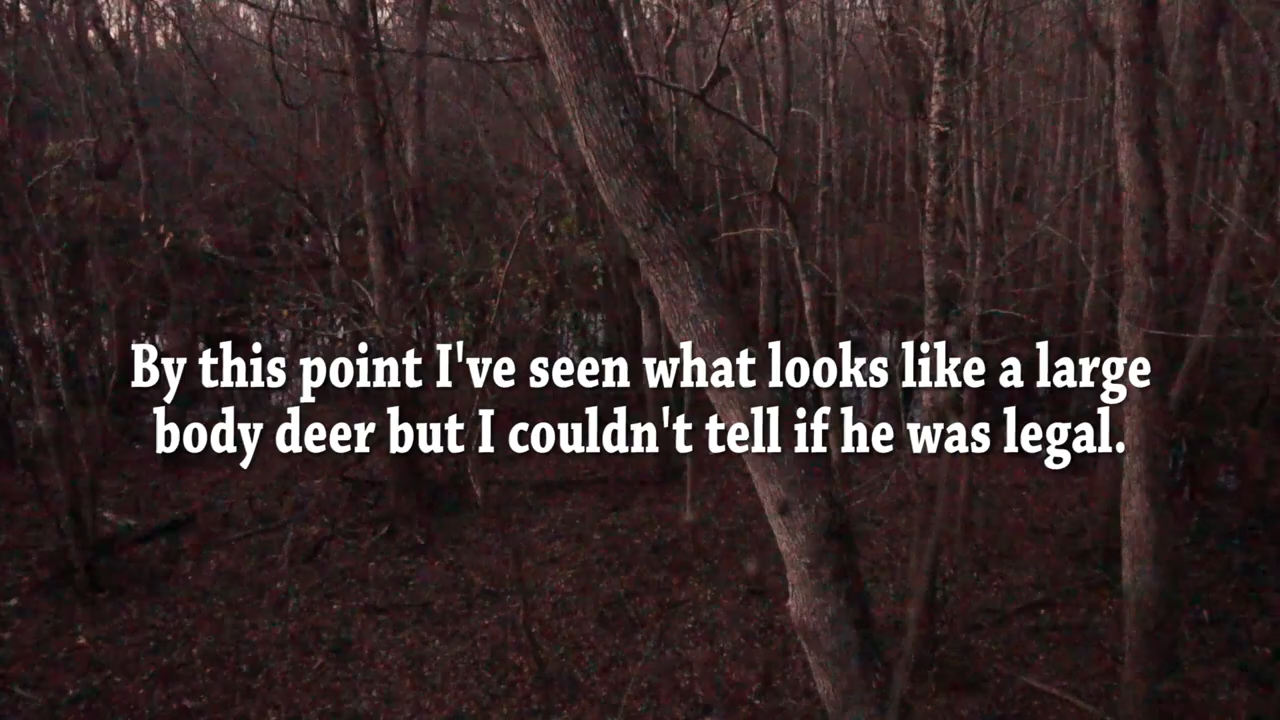 By this point I've seen what looks like a large
body deer but I couldn't tell if he was legal.